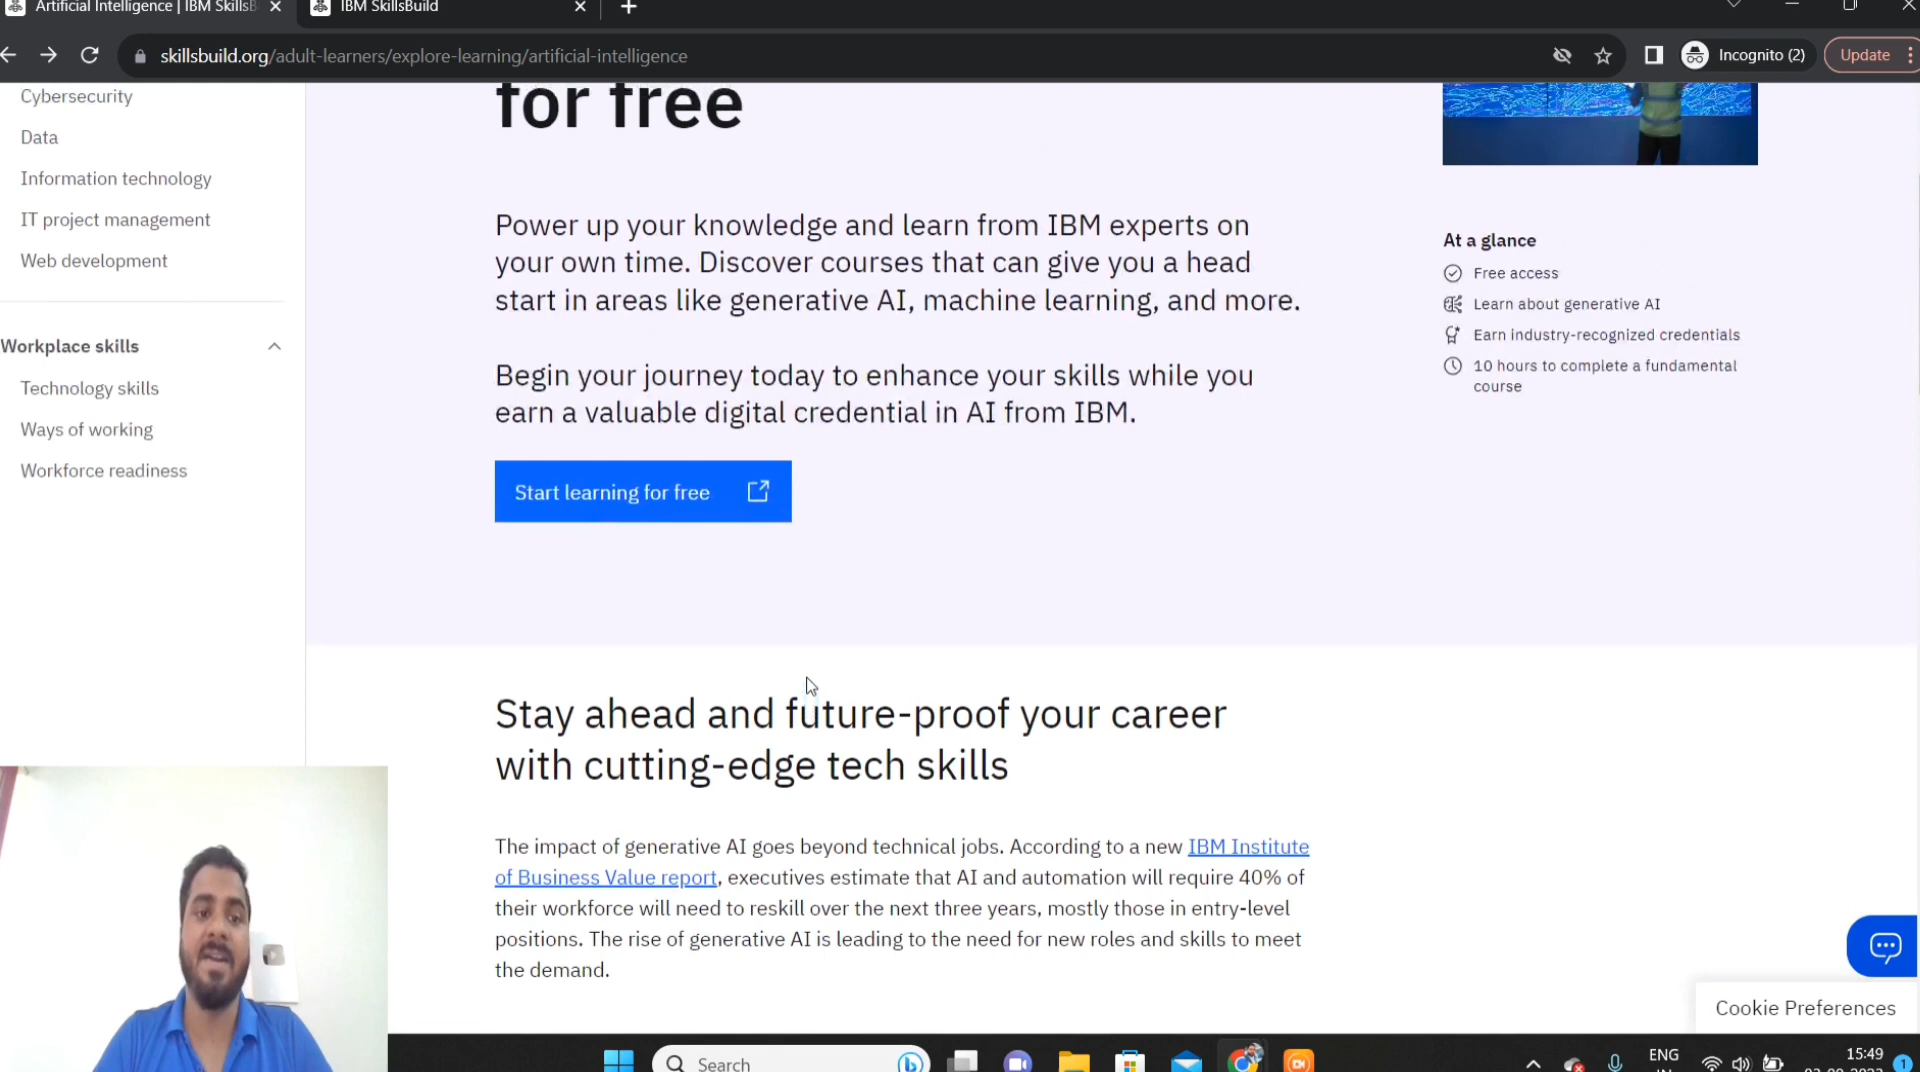 Artificial Intelligence | IBM SkillsB
IBM SkillsBuild
skillsbuild.org/adult-learners/explore-learning/artificial-intelligence
Incognito (2)
Update
Cybersecurity
Data
Information technology
IT project management
Web development
Workplace skills
Technology skills
Ways of working
Workforce readiness
for free
Power up your knowledge and learn from IBM experts on
your own time. Discover courses that can give you a head
start in areas like generative AI, machine learning, and more.
Begin your journey today to enhance your skills while you
earn a valuable digital credential in AI from IBM.
Start learning for free
At a glance
Free access
Learn about generative AI
Earn industry-recognized credentials
10 hours to complete a fundamental
course
Stay ahead and future-proof your career
with cutting-edge tech skills
The impact of generative AI goes beyond technical jobs. According to a new IBM Institute
of Business Value report, executives estimate that AI and automation will require 40% of
their workforce will need to reskill over the next three years, mostly those in entry-level
positions. The rise of generative AI is leading to the need for new roles and skills to meet
the demand.
Cookie Preferences
Search
ENG
15:49
1